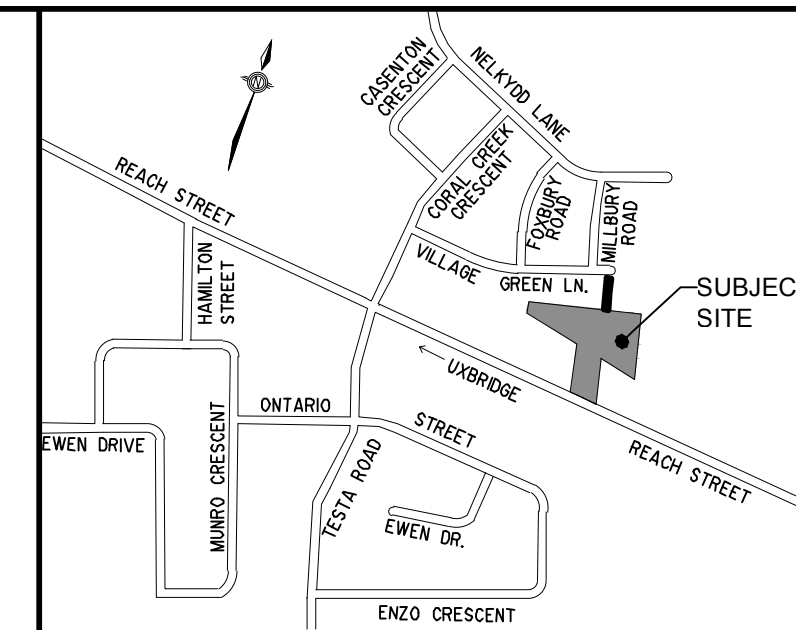 CASENTON
CRESCENT
NELKYDD LANE
N
REACH STREET
CORAL CREEK
CRESCENT
FOXBURY
ROAD
MILLBURY
ROAD
HAMILTON
STREET
VILLAGE GREEN LN.
SUBJEC
SITE
← UXBRIDGE
ONTARIO STREET
REACH STREET
EWEN DRIVE
MUNRO CRESCENT
TESTA ROAD
EWEN DR.
ENZO CRESCENT